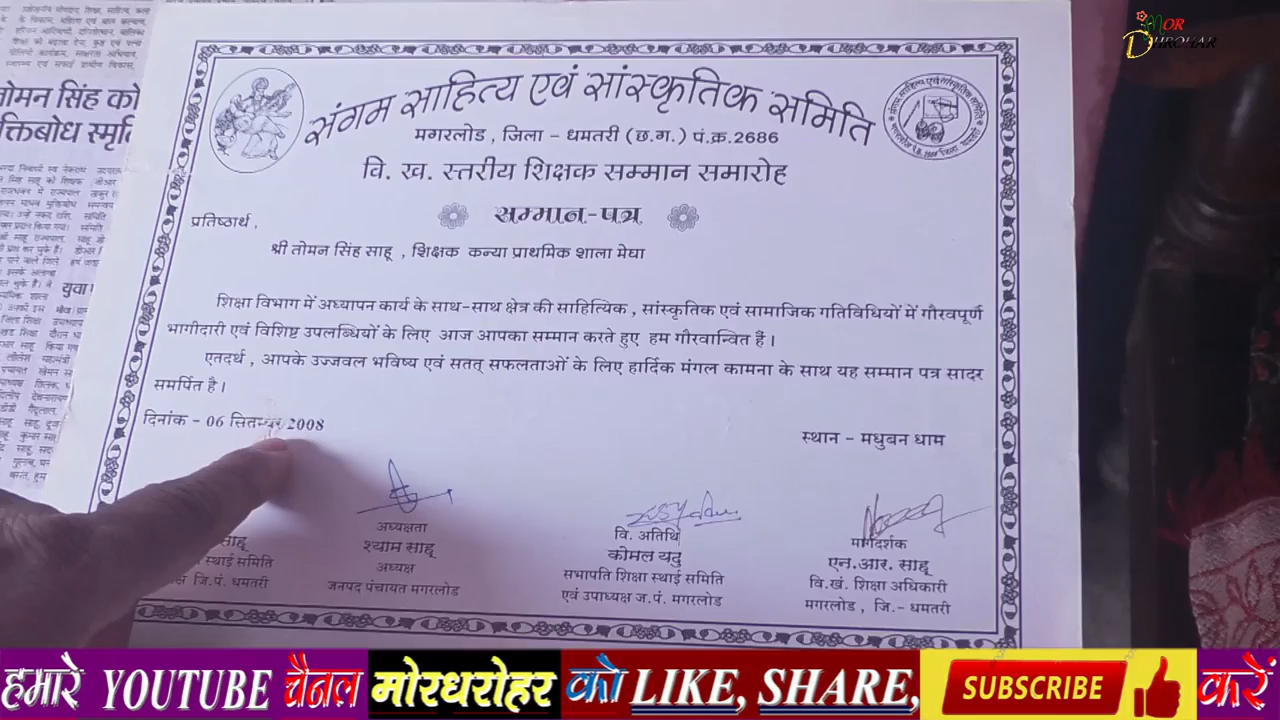 MOR
DHROHAR
तोमन सिंह को
संगम साहित्य एवं सांस्कृतिक समिति
मगरलोड , जिला - धमतरी (छ.ग.) पं.क्र.2686
वि. ख. स्तरीय शिक्षक सम्मान समारोह
सम्मान-पत्र
प्रतिष्ठार्थ ,
श्री तोमन सिंह साहू , शिक्षक कन्या प्राथमिक शाला मेघा
शिक्षा विभाग में अध्यापन कार्य के साथ-साथ क्षेत्र की साहित्यिक , सांस्कृतिक एवं सामाजिक गतिविधियों में गौरवपूर्ण
भागीदारी एवं विशिष्ट उपलब्धियों के लिए आज आपका सम्मान करते हुए हम गौरवान्वित हैं ।
एतदर्थ , आपके उज्जवल भविष्य एवं सतत् सफलताओं के लिए हार्दिक मंगल कामना के साथ यह सम्मान पत्र सादर
समर्पित है ।
दिनांक - 06 सितम्बर 2008
स्थान - मधुबन धाम
साहू
स्थाई समिति
जि.पं. धमतरी
अध्यक्षता
श्याम साहू
अध्यक्ष
जनपद पंचायत मगरलोड
वि. अतिथि
कोमल यदु
सभापति शिक्षा स्थाई समिति
एवं उपाध्यक्ष ज.पं. मगरलोड
मार्गदर्शक
एन.आर. साहू
वि.खं. शिक्षा अधिकारी
मगरलोड , जि.- धमतरी
हमारे YOUTUBE चैनल मोरधरोहर को LIKE, SHARE, SUBSCRIBE करें